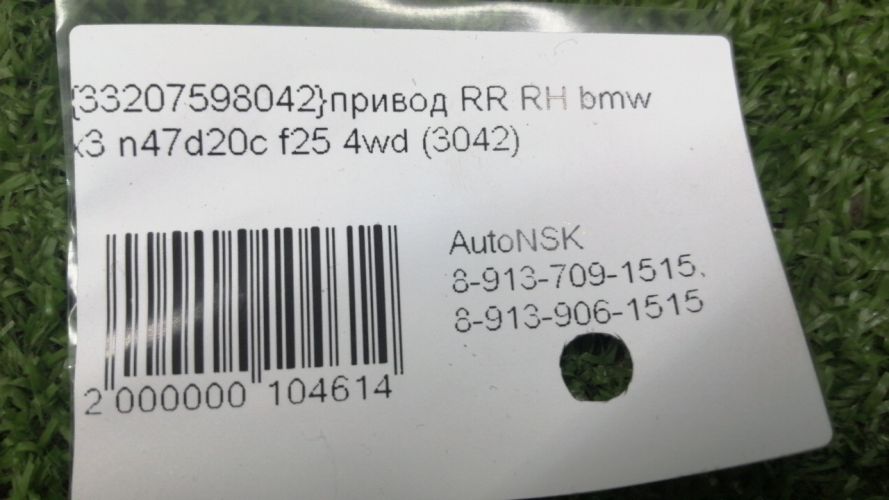 {33207598042}привод RR RH bmw
x3 n47d20c f25 4wd (3042)
AutoNSK
8-913-709-1515,
8-913-906-1515
2 000000 104614